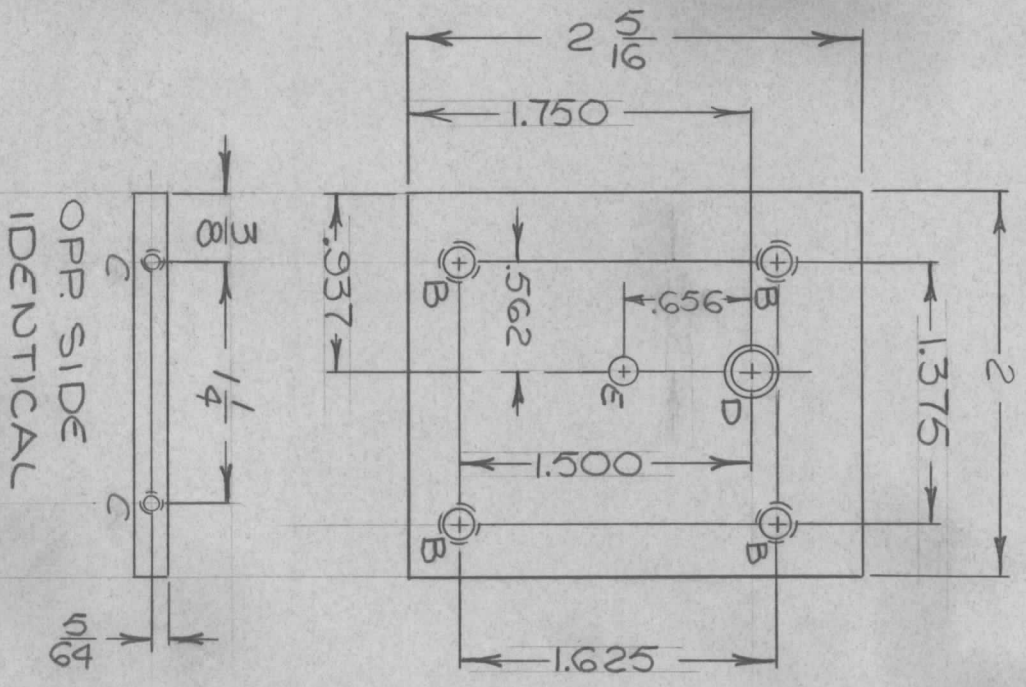 2 5/16
1.750
.937
.562
.656
1.375
2
B
B
E
D
1.500
B
B
1.625
3/8
1/4
C
C
5/64
OPP. SIDE
IDENTICAL